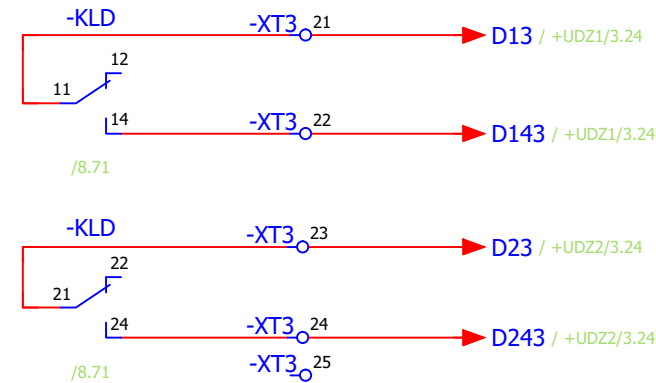 -KLD -XT3 21 D13 / +UDZ1/3.24
12
11
14 -XT3 22 D143 / +UDZ1/3.24
/8.71
-KLD -XT3 23 D23 / +UDZ2/3.24
22
21
24 -XT3 24 D243 / +UDZ2/3.24
/8.71 -XT3 25